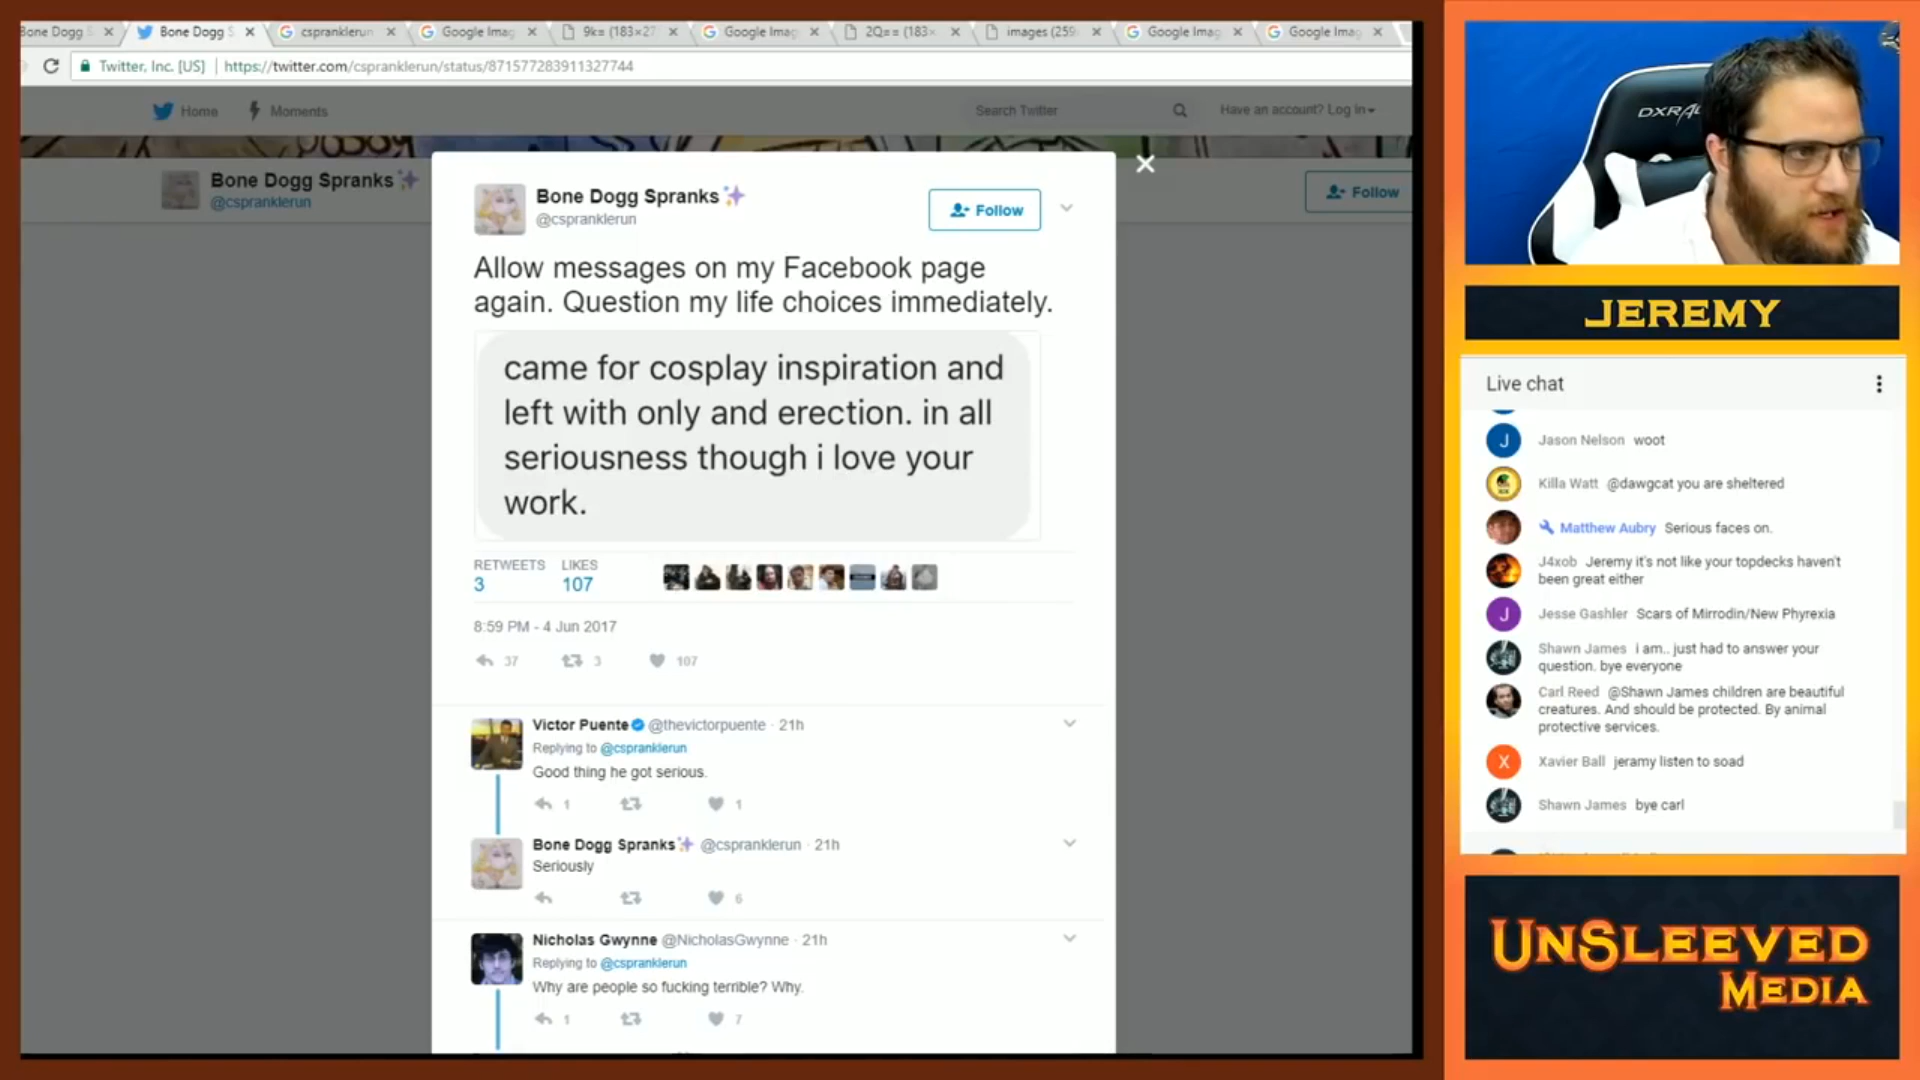 Bone Dogg S
Bone Dogg S
cspranklerun
Google Imag
9k= (183×27
Google Imag
2Q== (183×
images (259
Google Imag
Google Imag
Twitter, Inc. [US] | https://twitter.com/cspranklerun/status/871577283911327744
Home
Moments
Search Twitter
Have an account? Log In
Bone Dogg Spranks
@cspranklerun
Follow
Bone Dogg Spranks
@cspranklerun
Follow
Allow messages on my Facebook page
again. Question my life choices immediately.
came for cosplay inspiration and
left with only and erection. in all
seriousness though i love your
work.
RETWEETS LIKES
3 107
8:59 PM - 4 Jun 2017
37 3 107
Victor Puente @thevictorpuente · 21h
Replying to @cspranklerun
Good thing he got serious.
1 1
Bone Dogg Spranks @cspranklerun · 21h
Seriously
6
Nicholas Gwynne @NicholasGwynne · 21h
Replying to @cspranklerun
Why are people so fucking terrible? Why.
1 7
DXRA
JEREMY
Live chat
Jason Nelson woot
Killa Watt @dawgcat you are sheltered
Matthew Aubry Serious faces on.
J4xob Jeremy it's not like your topdecks haven't
been great either
Jesse Gashler Scars of Mirrodin/New Phyrexia
Shawn James i am.. just had to answer your
question. bye everyone
Carl Reed @Shawn James children are beautiful
creatures. And should be protected. By animal
protective services.
Xavier Ball jeramy listen to soad
Shawn James bye carl
UNSLEEVED
MEDIA